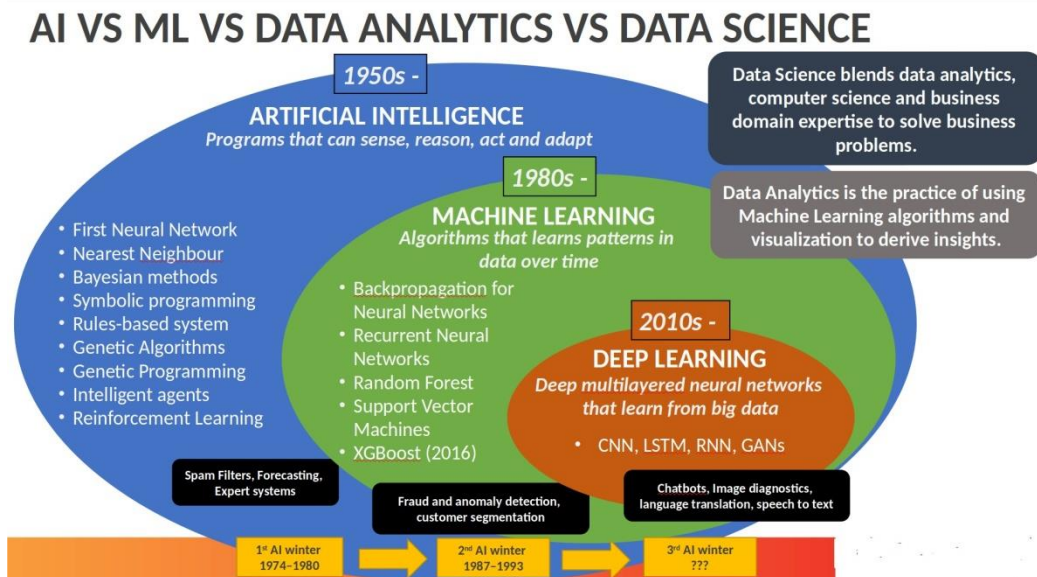 AI VS ML VS DATA ANALYTICS VS DATA SCIENCE
1950s -
ARTIFICIAL INTELLIGENCE
Programs that can sense, reason, act and adapt
• First Neural Network
• Nearest Neighbour
• Bayesian methods
• Symbolic programming
• Rules-based system
• Genetic Algorithms
• Genetic Programming
• Intelligent agents
• Reinforcement Learning
Spam Filters, Forecasting,
Expert systems
1980s -
MACHINE LEARNING
Algorithms that learns patterns in
data over time
• Backpropagation for
Neural Networks
• Recurrent Neural
Networks
• Random Forest
• Support Vector
Machines
• XGBoost (2016)
Fraud and anomaly detection,
customer segmentation
2010s -
DEEP LEARNING
Deep multilayered neural networks
that learn from big data
• CNN, LSTM, RNN, GANs
Chatbots, Image diagnostics,
language translation, speech to text
Data Science blends data analytics,
computer science and business
domain expertise to solve business
problems.
Data Analytics is the practice of using
Machine Learning algorithms and
visualization to derive insights.
1st AI winter
1974–1980
2nd AI winter
1987–1993
3rd AI winter
???